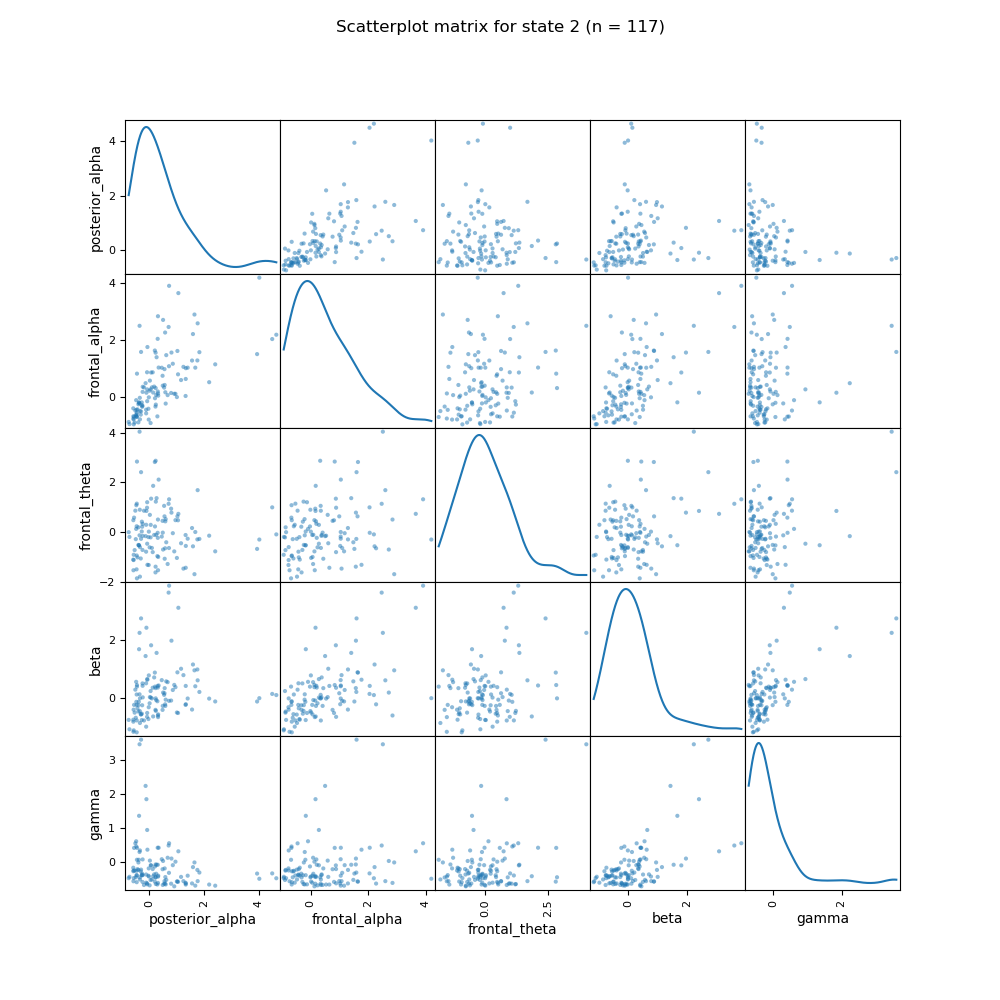 Scatterplot matrix for state 2 (n = 117)
posterior_alpha
4
2
0
frontal_alpha
4
2
0
frontal_theta
4
2
0
−2
beta
2
0
gamma
3
2
1
0
0
2
4
0
2
4
0.0
2.5
0
2
0
2
posterior_alpha
frontal_alpha
frontal_theta
beta
gamma